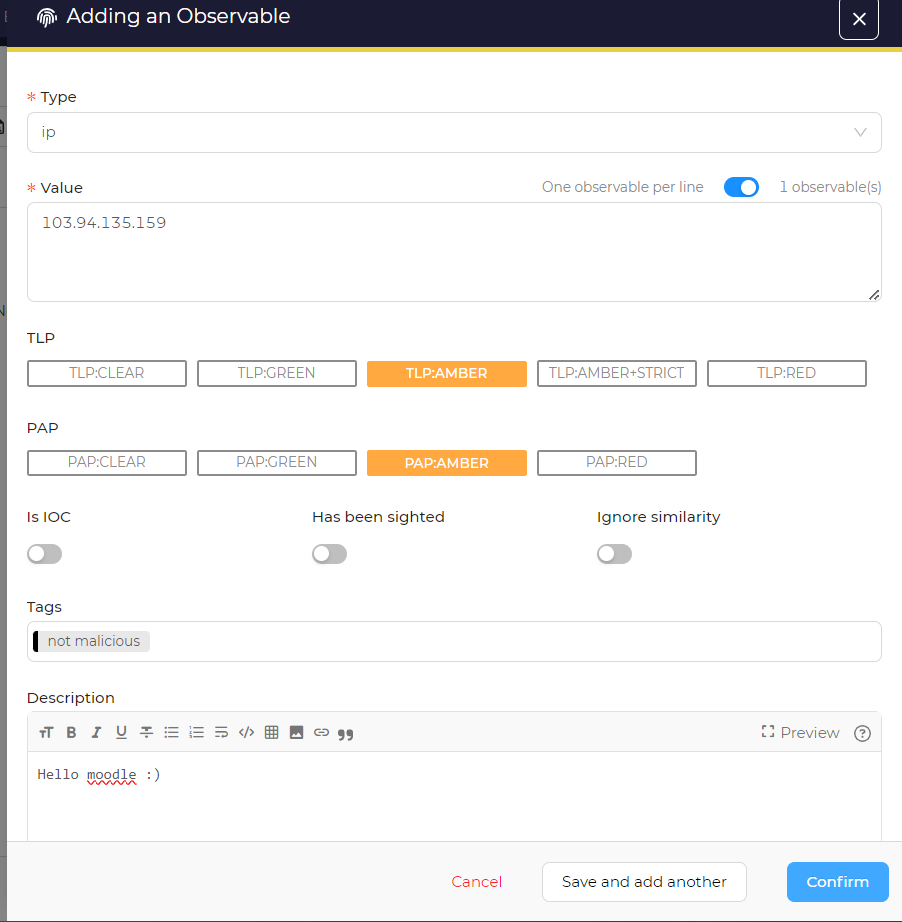 Adding an Observable
* Type
ip
* Value
One observable per line 1 observable(s)
103.94.135.159
TLP
TLP:CLEAR TLP:GREEN TLP:AMBER TLP:AMBER+STRICT TLP:RED
PAP
PAP:CLEAR PAP:GREEN PAP:AMBER PAP:RED
Is IOC Has been sighted Ignore similarity
Tags
not malicious
Description
Preview
Hello moodle :)
Cancel Save and add another Confirm